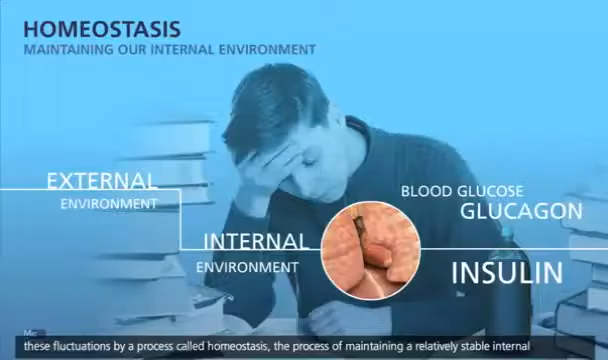 HOMEOSTASIS
MAINTAINING OUR INTERNAL ENVIRONMENT
EXTERNAL
ENVIRONMENT
INTERNAL
ENVIRONMENT
BLOOD GLUCOSE
GLUCAGON
INSULIN
these fluctuations by a process called homeostasis, the process of maintaining a relatively stable internal